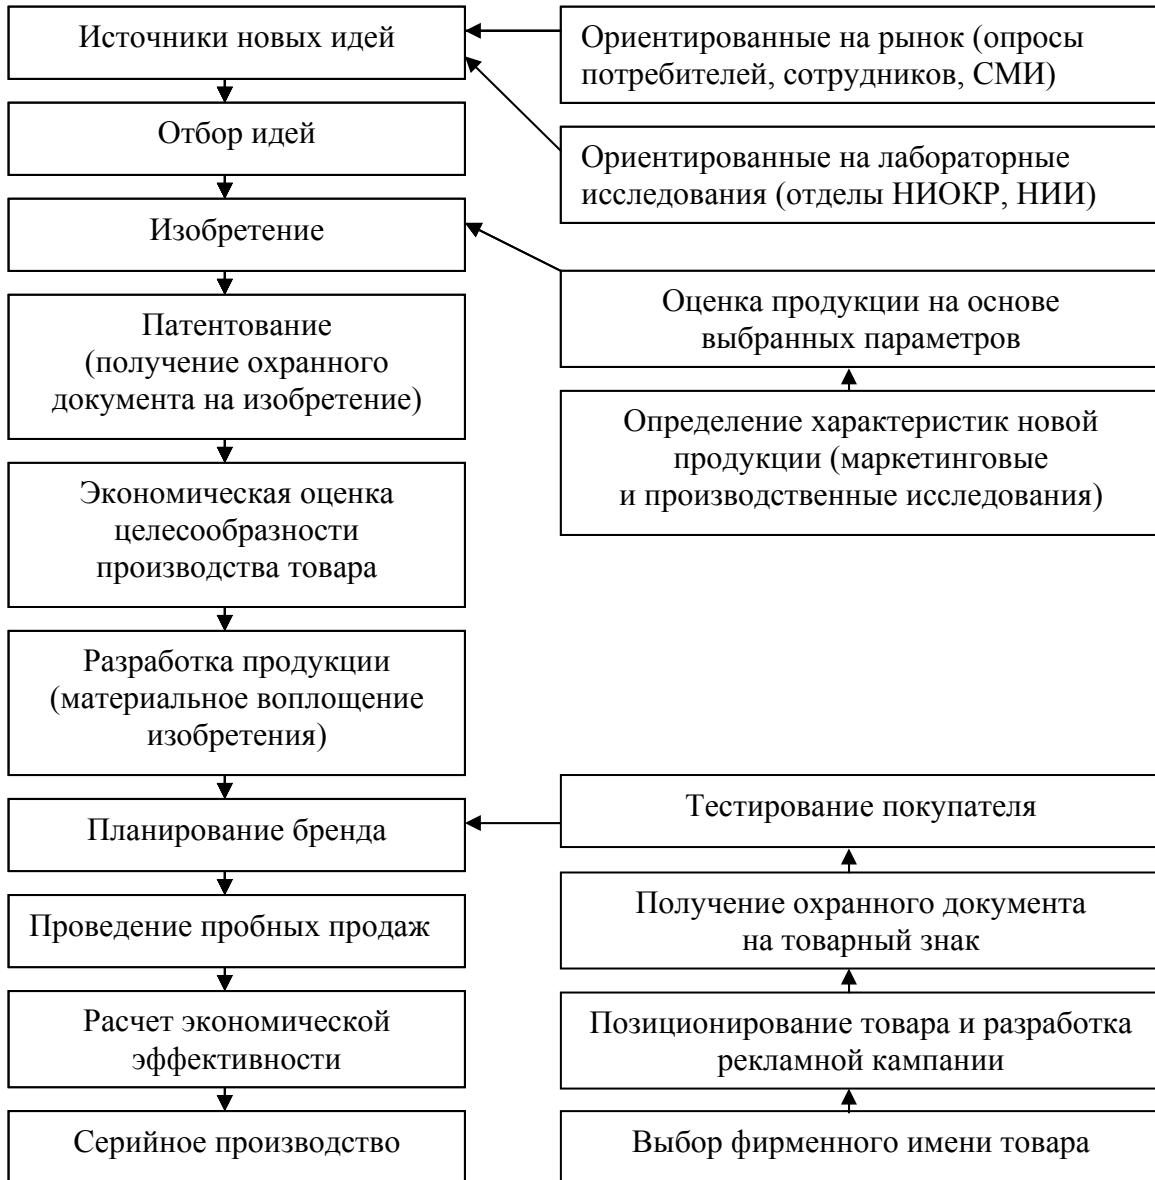 Источники новых идей
Ориентированные на рынок (опросы
потребителей, сотрудников, СМИ)
Отбор идей
Ориентированные на лабораторные
исследования (отделы НИОКР, НИИ)
Изобретение
Оценка продукции на основе
выбранных параметров
Патентование
(получение охранного
документа на изобретение)
Определение характеристик новой
продукции (маркетинговые
и производственные исследования)
Экономическая оценка
целесообразности
производства товара
Разработка продукции
(материальное воплощение
изобретения)
Планирование бренда
Тестирование покупателя
Проведение пробных продаж
Получение охранного документа
на товарный знак
Расчет экономической
эффективности
Позиционирование товара и разработка
рекламной кампании
Серийное производство
Выбор фирменного имени товара